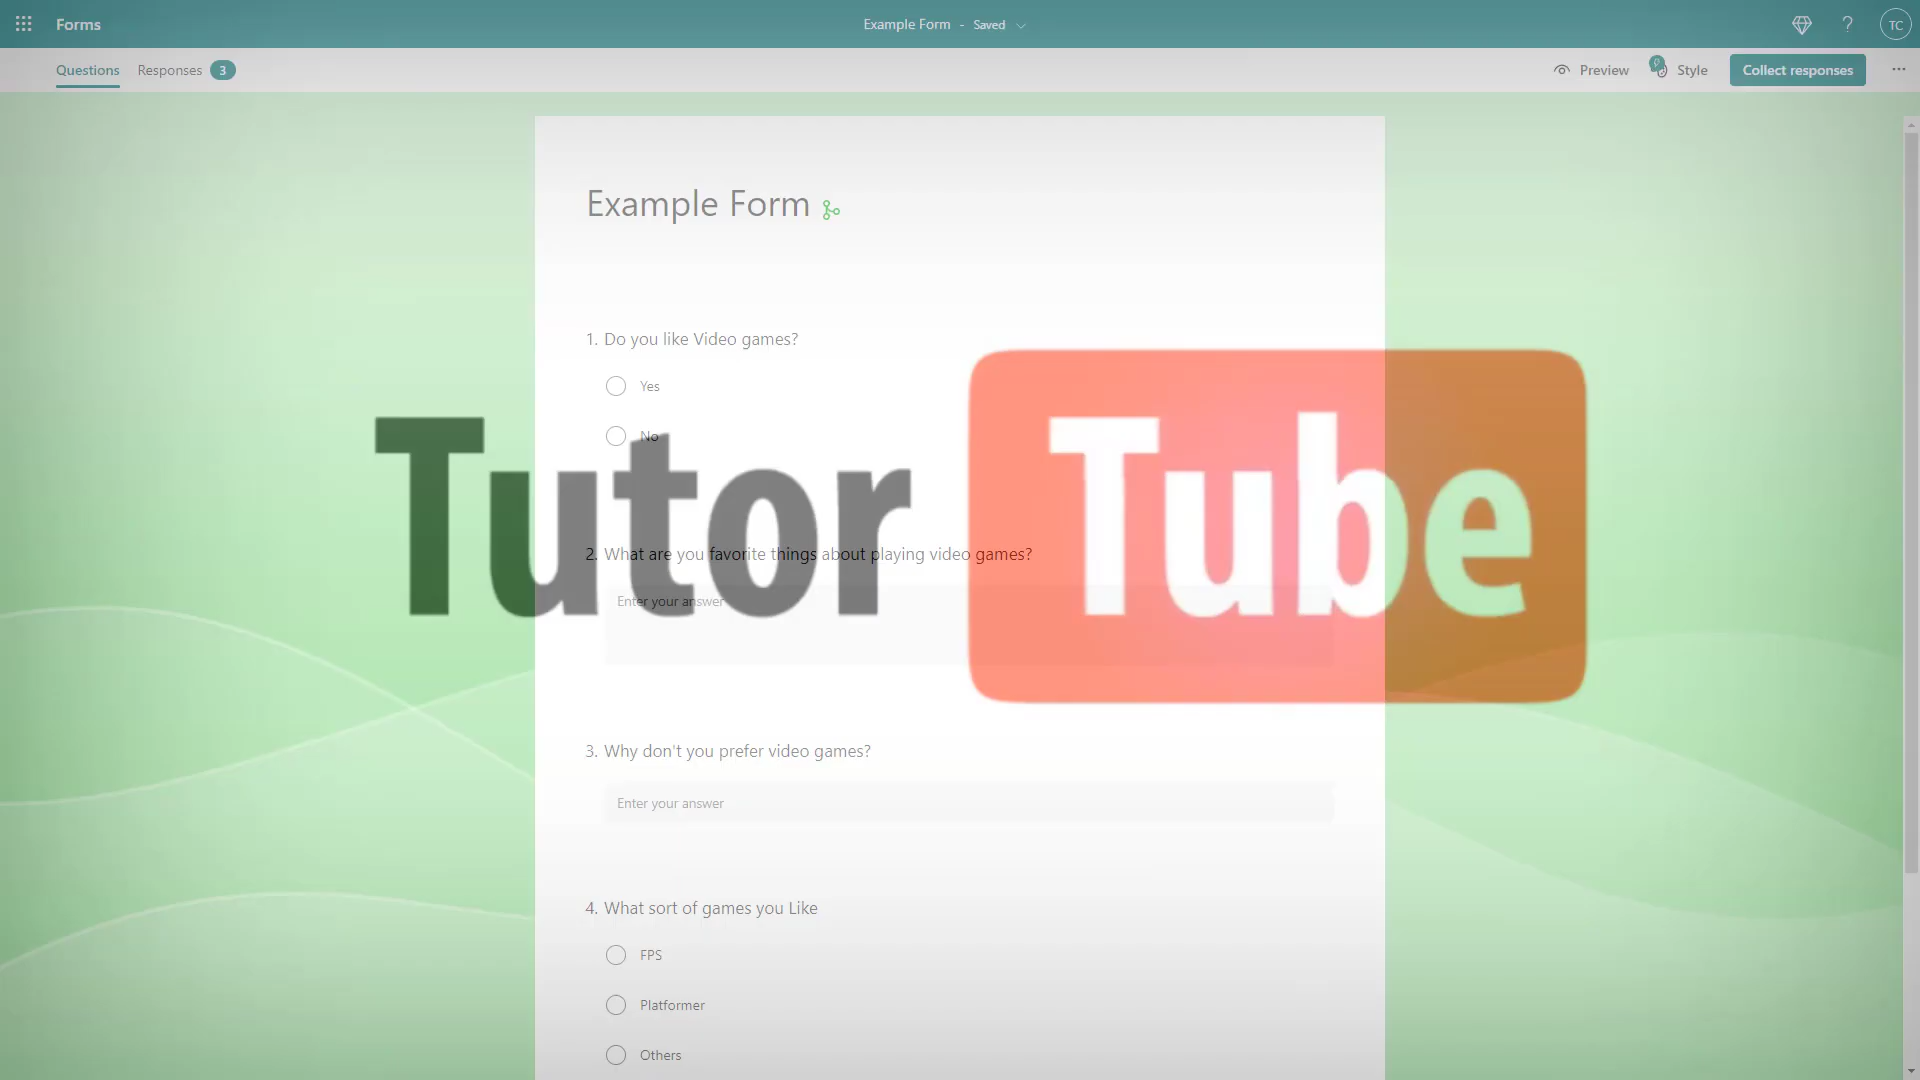 Forms
Example Form - Saved
?
TC
Questions
Responses 3
Preview
Style
Collect responses
Example Form
1. Do you like Video games?
Yes
No
Tutor Tube
2. What are you favorite things about playing video games?
Enter your answer
3. Why don't you prefer video games?
Enter your answer
4. What sort of games you Like
FPS
Platformer
Others